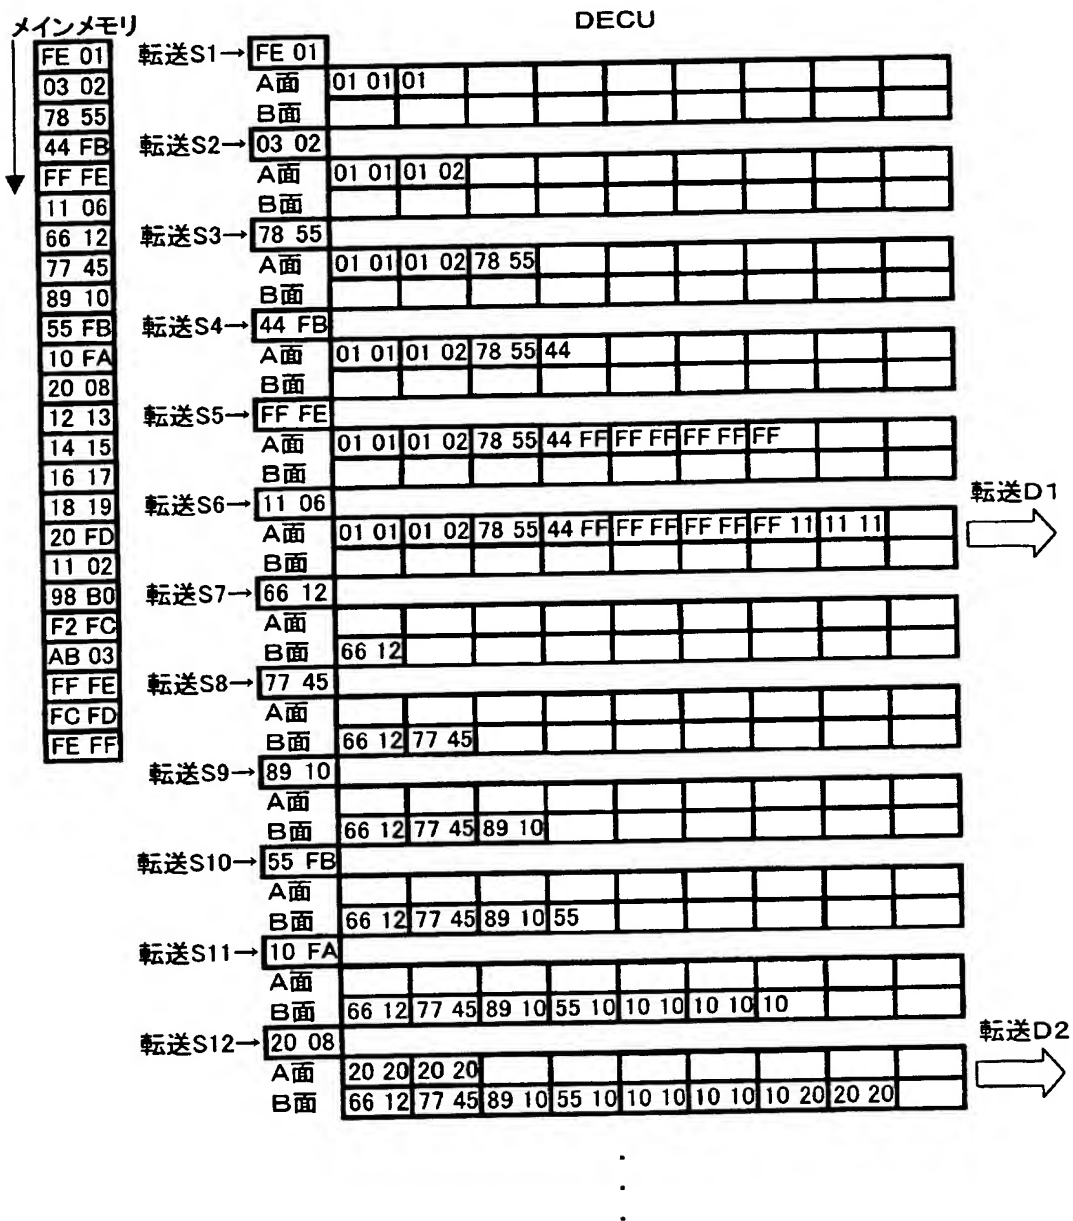 DECU
メインメモリ
FE 01
03 02
78 55
44 FB
FF FE
11 06
66 12
77 45
89 10
55 FB
10 FA
20 08
12 13
14 15
16 17
18 19
20 FD
11 02
98 B0
F2 FC
AB 03
FF FE
FC FD
FE FF
転送S1→ FE 01
A面 01 01 01
B面
転送S2→ 03 02
A面 01 01 01 02
B面
転送S3→ 78 55
A面 01 01 01 02 78 55
B面
転送S4→ 44 FB
A面 01 01 01 02 78 55 44
B面
転送S5→ FF FE
A面 01 01 01 02 78 55 44 FF FF FF FF FF FF
B面
転送S6→ 11 06
A面 01 01 01 02 78 55 44 FF FF FF FF FF FF 11 11 11
B面
転送D1
転送S7→ 66 12
A面
B面 66 12
転送S8→ 77 45
A面
B面 66 12 77 45
転送S9→ 89 10
A面
B面 66 12 77 45 89 10
転送S10→ 55 FB
A面
B面 66 12 77 45 89 10 55
転送S11→ 10 FA
A面
B面 66 12 77 45 89 10 55 10 10 10 10 10 10
転送S12→ 20 08
A面 20 20 20 20
B面 66 12 77 45 89 10 55 10 10 10 10 10 10 20 20 20
転送D2